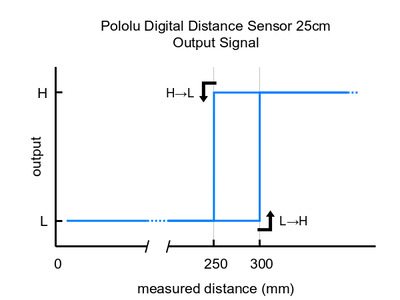 Pololu Digital Distance Sensor 25cm
Output Signal
H
H→L
output
L
L→H
0
250
300
measured distance (mm)